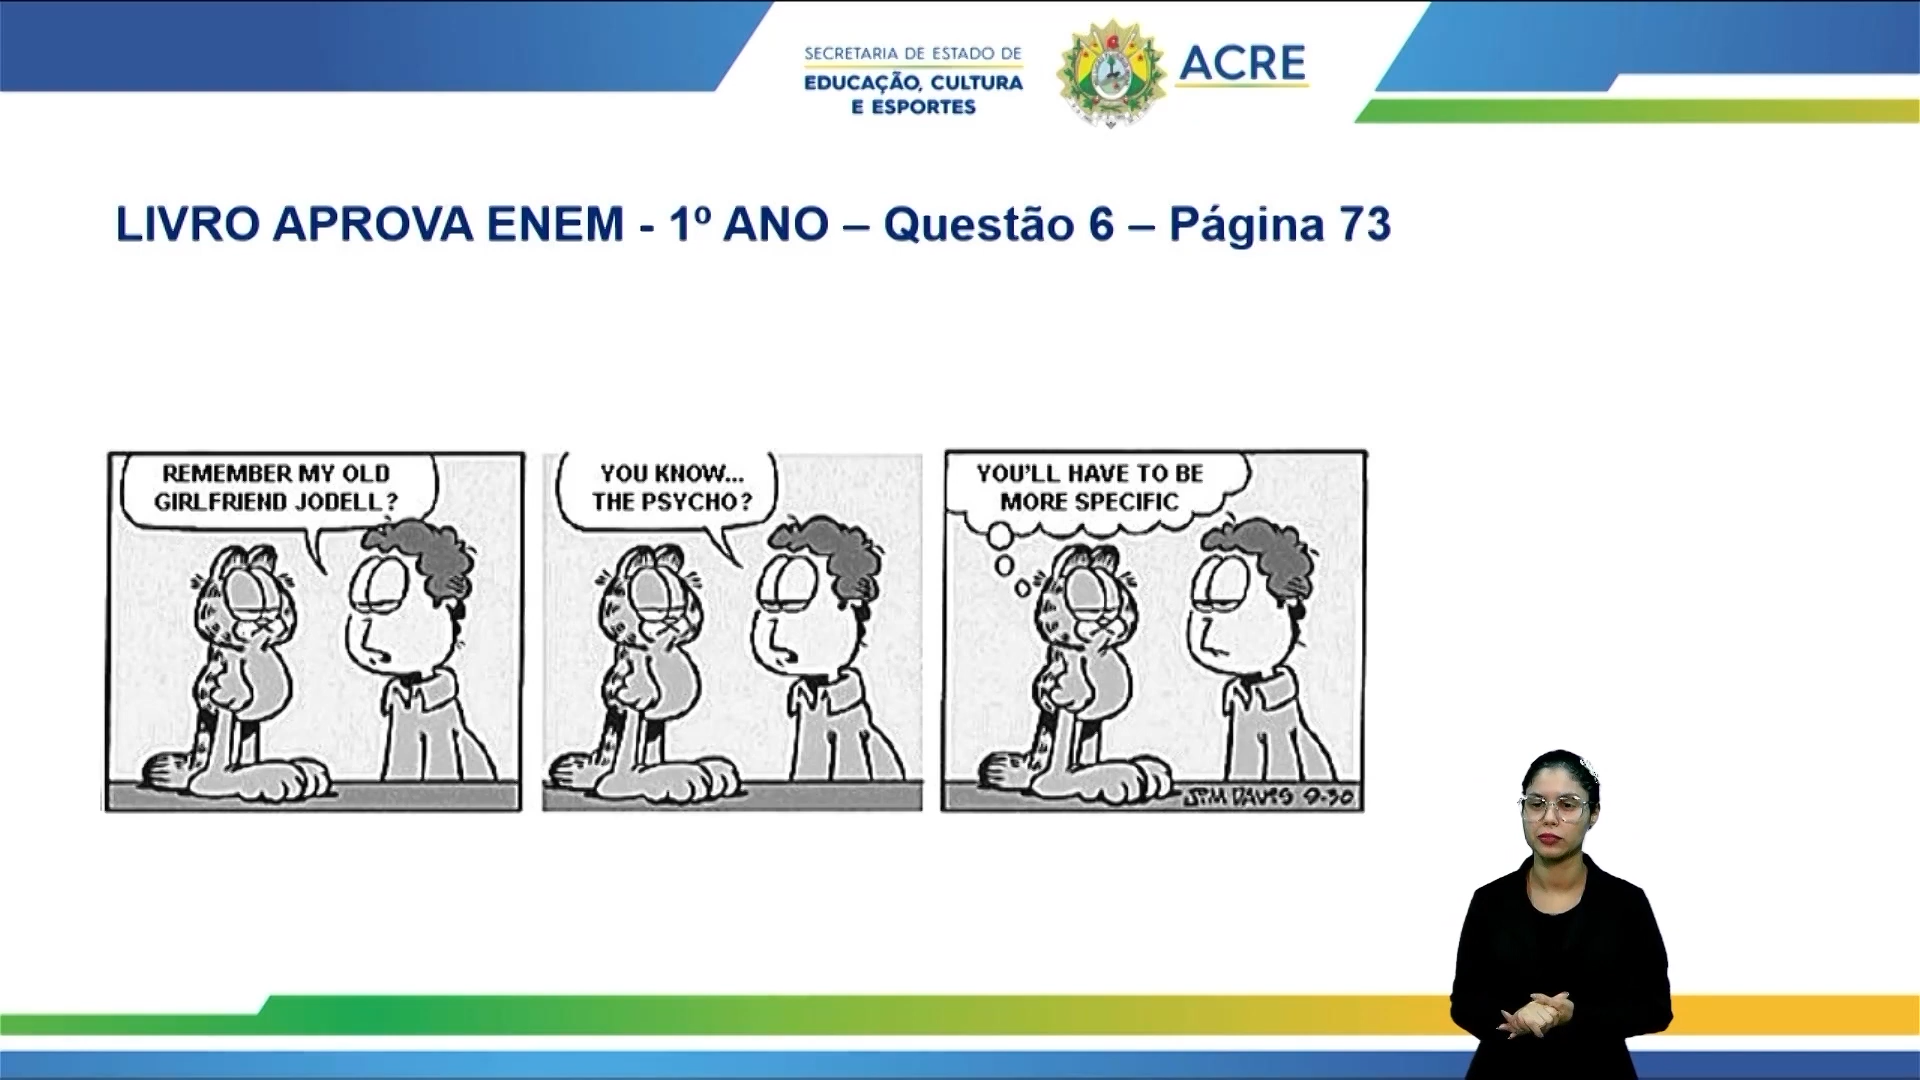 SECRETARIA DE ESTADO DE
EDUCAÇÃO, CULTURA
E ESPORTES
ACRE
LIVRO APROVA ENEM - 1º ANO – Questão 6 – Página 73
REMEMBER MY OLD
GIRLFRIEND JODELL?
YOU KNOW...
THE PSYCHO?
YOU'LL HAVE TO BE
MORE SPECIFIC
JIM DAVIS 9-30